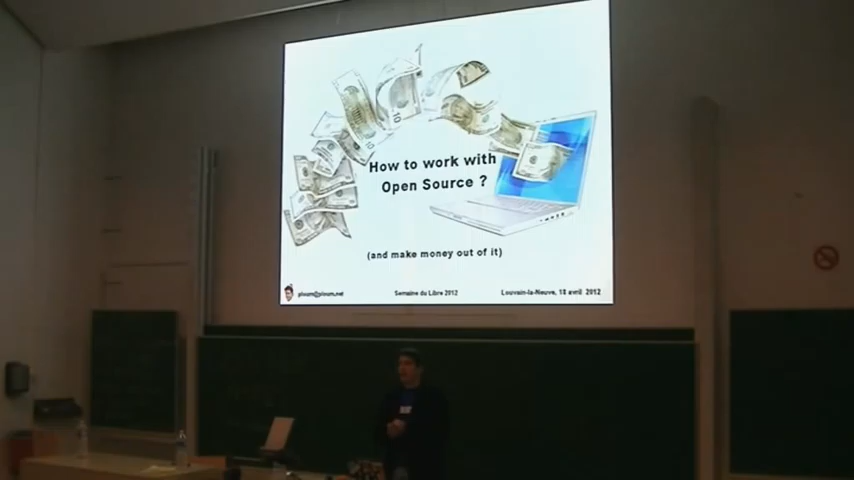 How to work with
Open Source ?
(and make money out of it)
ploum@ploum.net Semaine du Libre 2012 Louvain-la-Neuve, 18 avril 2012